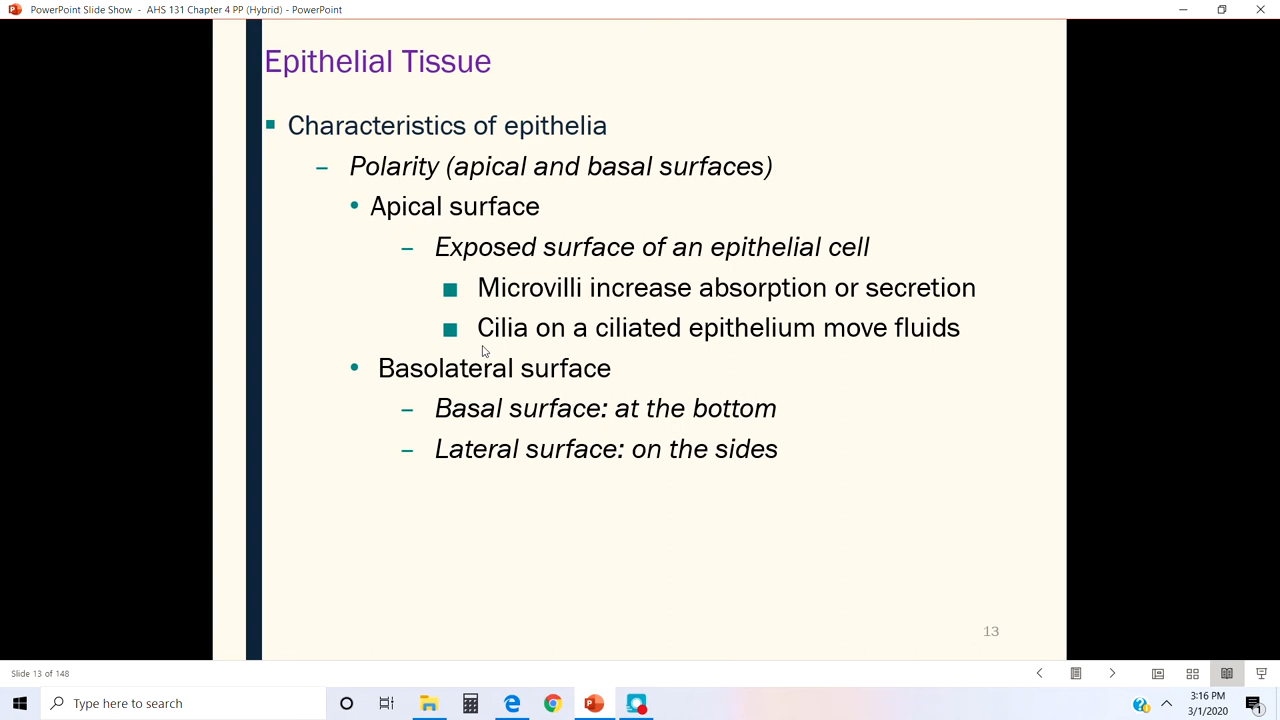 PowerPoint Slide Show - AHS 131 Chapter 4 PP (Hybrid) - PowerPoint
Epithelial Tissue
Characteristics of epithelia
– Polarity (apical and basal surfaces)
• Apical surface
– Exposed surface of an epithelial cell
Microvilli increase absorption or secretion
Cilia on a ciliated epithelium move fluids
• Basolateral surface
– Basal surface: at the bottom
– Lateral surface: on the sides
13
Slide 13 of 148
Type here to search
3:16 PM
3/1/2020
1